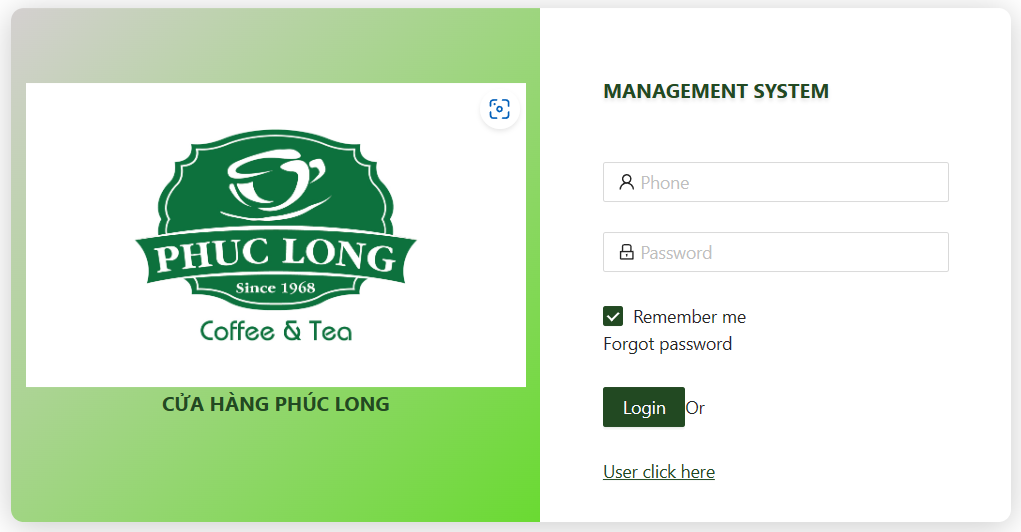 PHUC LONG
Since 1968
Coffee & Tea
CỬA HÀNG PHÚC LONG
MANAGEMENT SYSTEM
Phone
Password
Remember me
Forgot password
Login Or
User click here